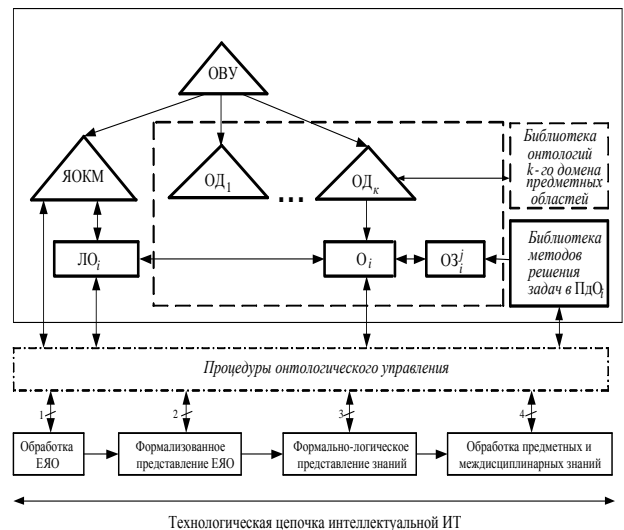 ОВУ
ЯОКМ
ОД₁
...
ОДₖ
Библиотека
онтологий
k-го домена
предметных
областей
ЛОᵢ
Оᵢ
ОЗᵢʲ
Библиотека
методов
решения
задач в ПдОᵢ
Процедуры онтологического управления
1
2
3
4
Обработка
ЕЯО
Формализованное
представление ЕЯО
Формально-логическое
представление знаний
Обработка предметных и
междисциплинарных знаний
Технологическая цепочка интеллектуальной ИТ